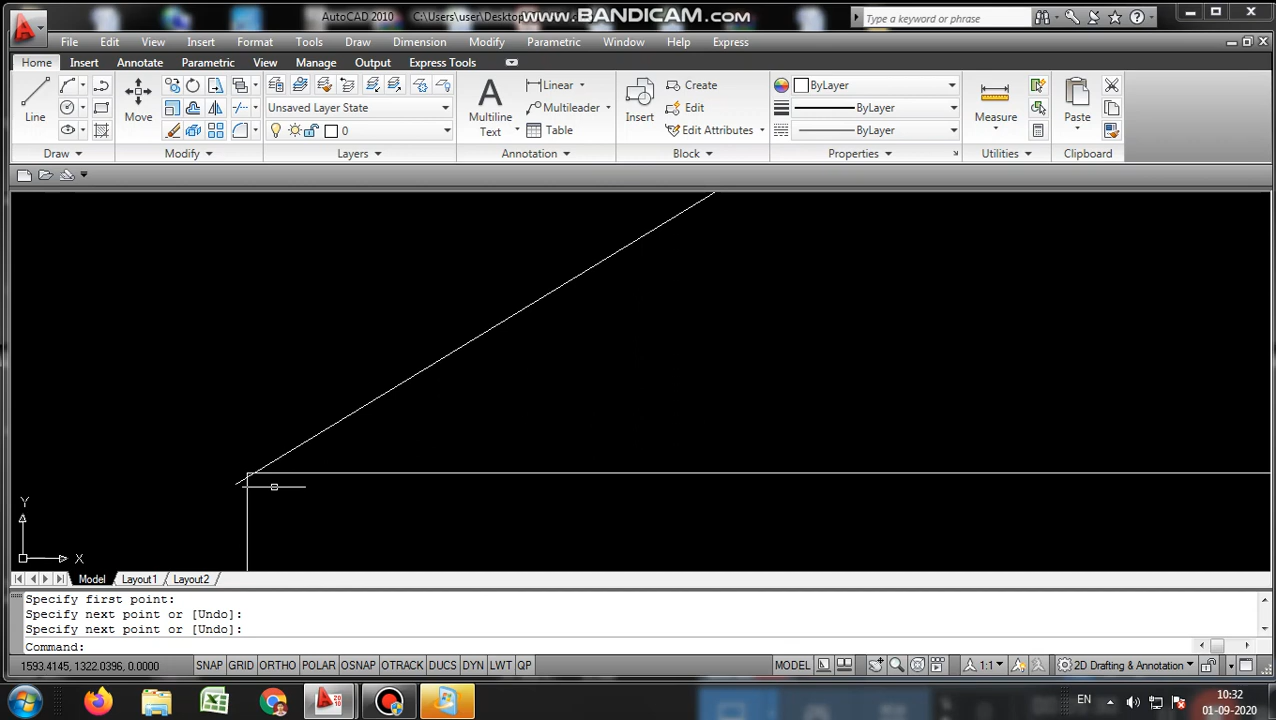 AutoCAD 2010 C:\Users\user\Desktop
www.BANDICAM.com
Type a keyword or phrase
File Edit View Insert Format Tools Draw Dimension Modify Parametric Window Help Express
Home Insert Annotate Parametric View Manage Output Express Tools
Line
Move
Unsaved Layer State
0
Multiline
Text
Linear
Multileader
Table
Insert
Create
Edit
Edit Attributes
ByLayer
ByLayer
ByLayer
Measure
Paste
Draw Modify Layers Annotation Block Properties Utilities Clipboard
Y
X
Model Layout1 Layout2
Specify first point:
Specify next point or [Undo]:
Specify next point or [Undo]:
Command:
1593.4145, 1322.0396, 0.0000 SNAP GRID ORTHO POLAR OSNAP OTRACK DUCS DYN LWT QP MODEL 1:1 2D Drafting & Annotation
EN
10:32
01-09-2020